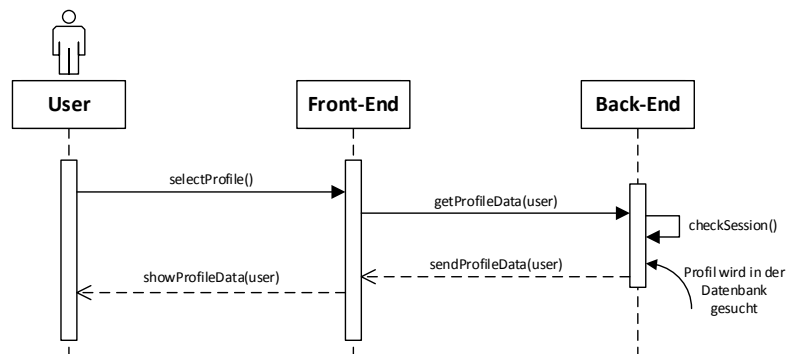 User
Front-End
Back-End
selectProfile()
getProfileData(user)
checkSession()
sendProfileData(user)
showProfileData(user)
Profil wird in der
Datenbank
gesucht